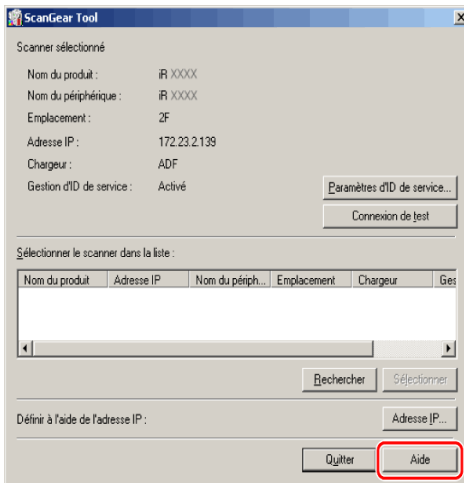 ScanGear Tool
Scanner sélectionné
Nom du produit : iR XXXX
Nom du périphérique : iR XXXX
Emplacement : 2F
Adresse IP : 172.23.2.139
Chargeur : ADF
Gestion d'ID de service : Activé
Paramètres d'ID de service...
Connexion de test
Sélectionner le scanner dans la liste :
Nom du produit Adresse IP Nom du périph... Emplacement Chargeur Ges
Rechercher Sélectionner
Définir à l'aide de l'adresse IP : Adresse IP...
Quitter Aide